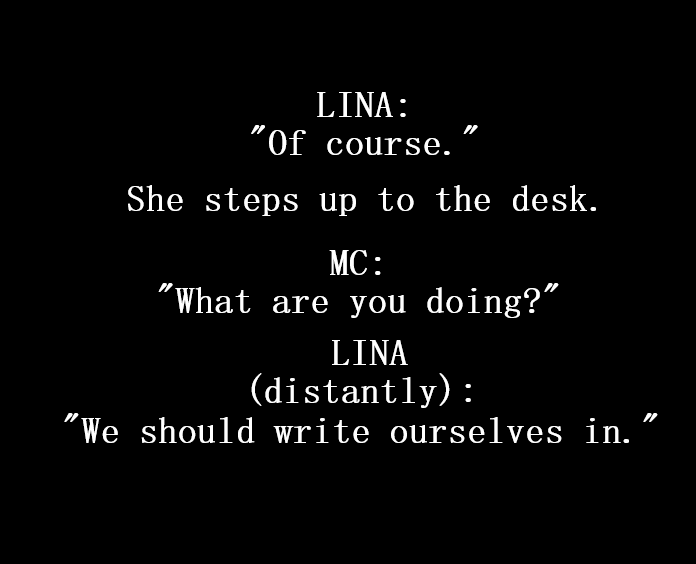 LINA:
"Of course."
She steps up to the desk.
MC:
"What are you doing?"
LINA
(distantly):
"We should write ourselves in."